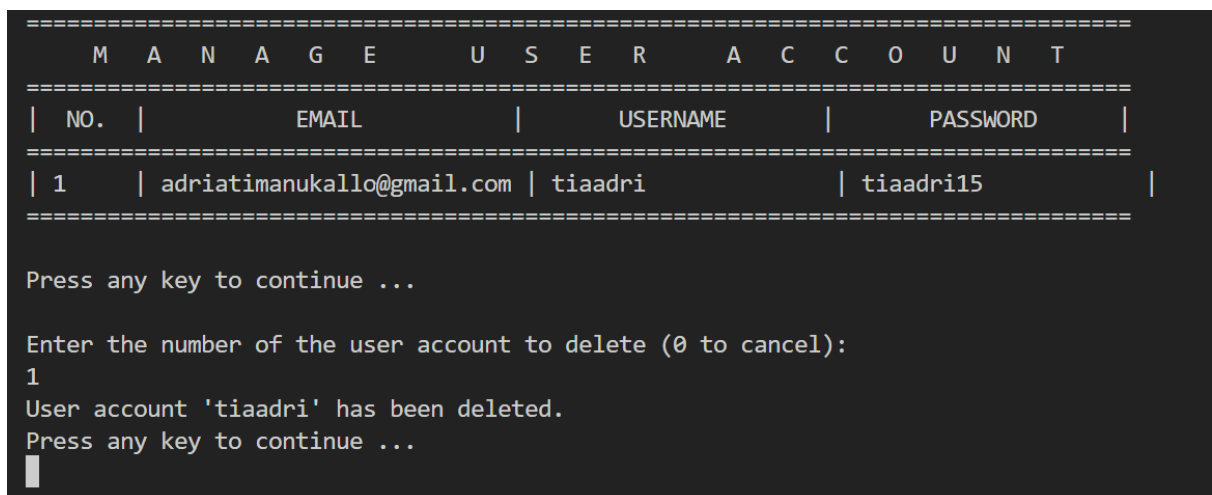 ==================================================================================
M A N A G E U S E R A C C O U N T
==================================================================================
| NO. | EMAIL | USERNAME | PASSWORD |
==================================================================================
| 1 | adriatimanukallo@gmail.com | tiaadri | tiaadri15 |
==================================================================================
Press any key to continue ...
Enter the number of the user account to delete (0 to cancel):
1
User account 'tiaadri' has been deleted.
Press any key to continue ...